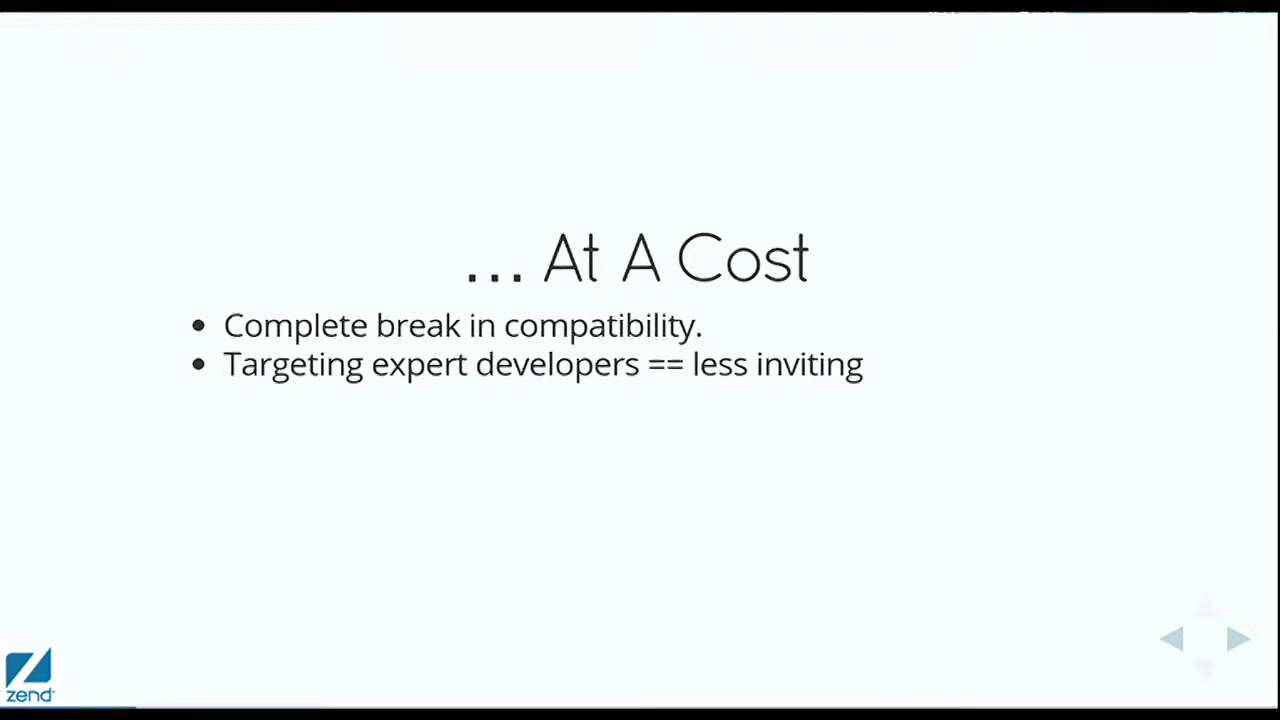 ... At A Cost
Complete break in compatibility.
Targeting expert developers == less inviting
zend